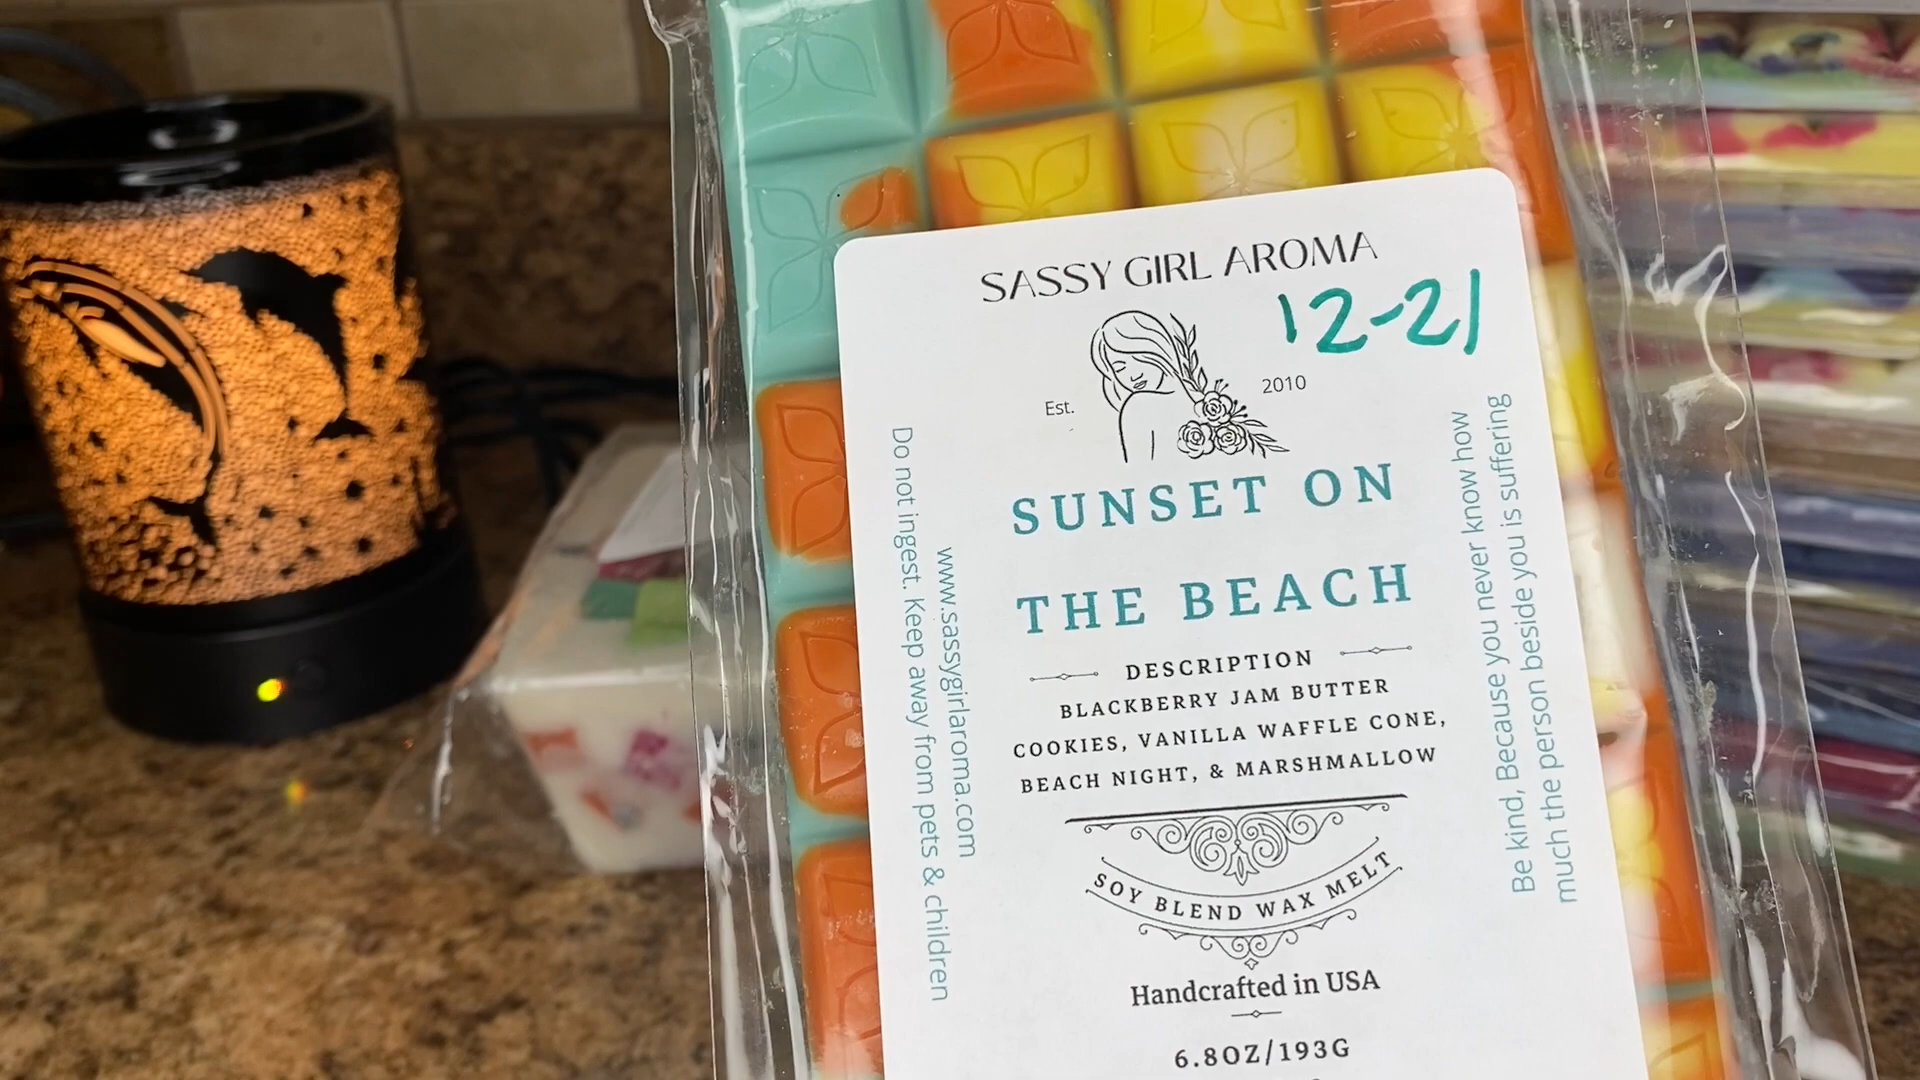 SASSY GIRL AROMA
12-21
Est. 2010
SUNSET ON
THE BEACH
DESCRIPTION
BLACKBERRY JAM BUTTER
COOKIES, VANILLA WAFFLE CONE,
BEACH NIGHT, & MARSHMALLOW
SOY BLEND WAX MELT
Handcrafted in USA
6.8OZ/193G
Do not ingest. Keep away from pets & children
www.sassygirlaroma.com
Be kind, Because you never know how
much the person beside you is suffering